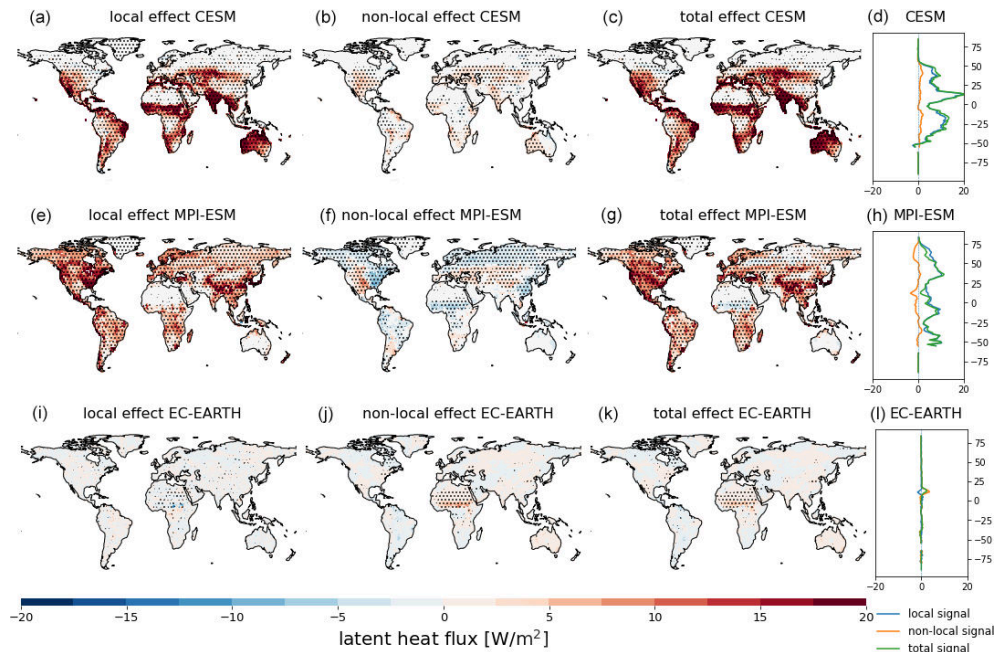 (a) local effect CESM
(b) non-local effect CESM
(c) total effect CESM
(d) CESM
75
50
25
0
−25
−50
−75
−20 0 20
(e) local effect MPI-ESM
(f) non-local effect MPI-ESM
(g) total effect MPI-ESM
(h) MPI-ESM
75
50
25
0
−25
−50
−75
−20 0 20
(i) local effect EC-EARTH
(j) non-local effect EC-EARTH
(k) total effect EC-EARTH
(l) EC-EARTH
75
50
25
0
−25
−50
−75
−20 0 20
−20 −15 −10 −5 0 5 10 15 20
latent heat flux [W/m²]
local signal
non-local signal
total signal